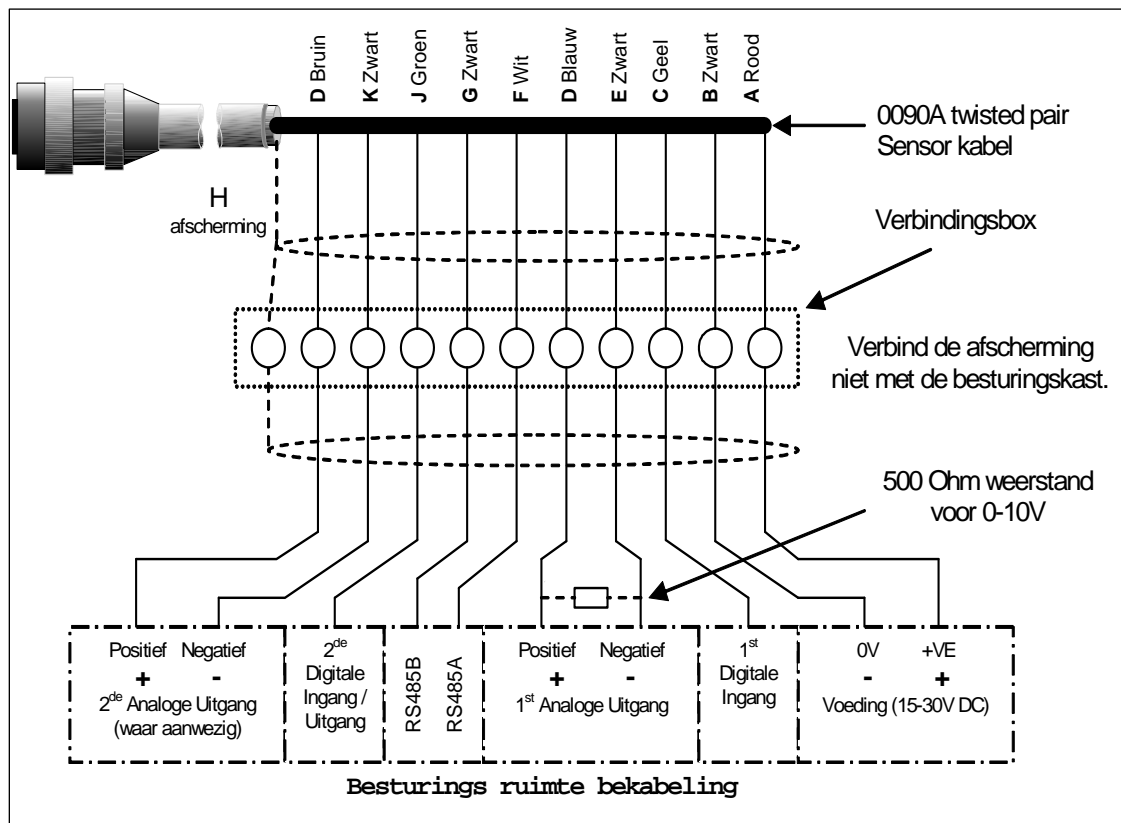 D Bruin
K Zwart
J Groen
G Zwart
F Wit
D Blauw
E Zwart
C Geel
B Zwart
A Rood
0090A twisted pair
Sensor kabel
H
afscherming
Verbindingsbox
Verbind de afscherming
niet met de besturingskast.
500 Ohm weerstand
voor 0-10V
Positief Negatief
+ -
2de Analoge Uitgang
(waar aanwezig)
2de
Digitale
Ingang /
Uitgang
RS485B
RS485A
Positief Negatief
+ -
1st Analoge Uitgang
1st
Digitale
Ingang
0V +VE
- +
Voeding (15-30V DC)
Besturings ruimte bekabeling